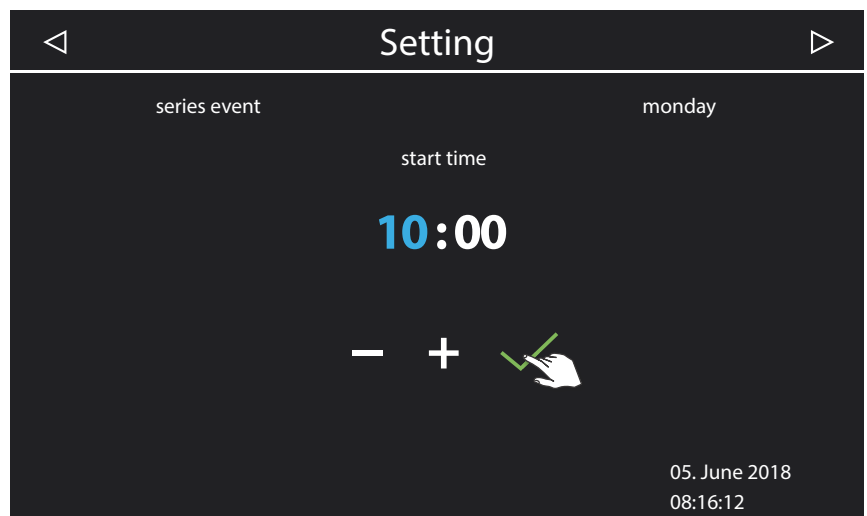 Setting
series event monday
start time
10:00
05. June 2018
08:16:12